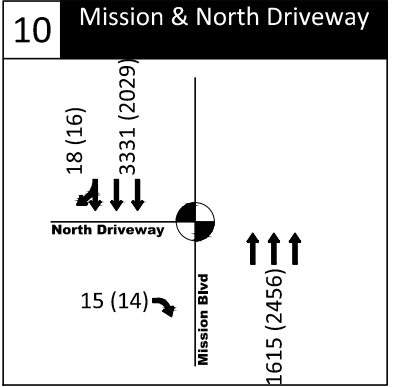 10
Mission & North Driveway
18 (16)
3331 (2029)
North Driveway
15 (14)
Mission Blvd
1615 (2456)